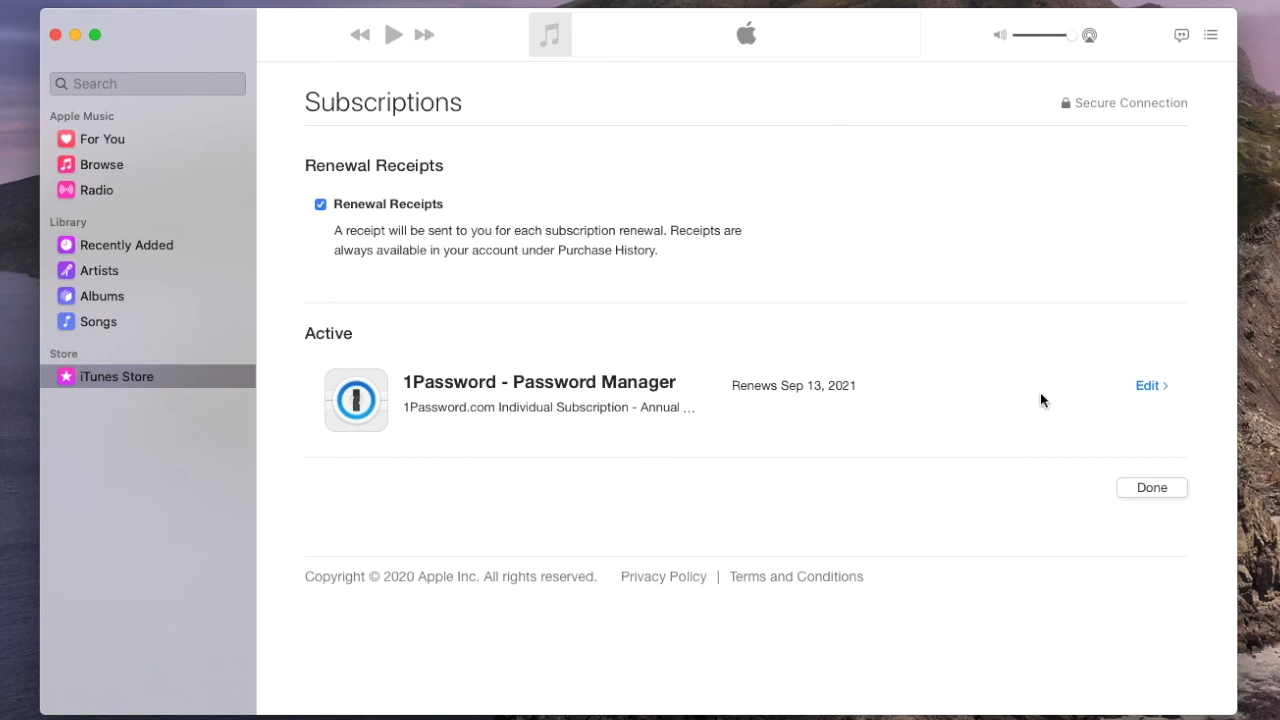 Search
Apple Music
For You
Browse
Radio
Library
Recently Added
Artists
Albums
Songs
Store
iTunes Store
Subscriptions
Secure Connection
Renewal Receipts
Renewal Receipts
A receipt will be sent to you for each subscription renewal. Receipts are
always available in your account under Purchase History.
Active
1Password - Password Manager
Renews Sep 13, 2021
Edit >
1Password.com Individual Subscription - Annual ...
Done
Copyright © 2020 Apple Inc. All rights reserved. Privacy Policy | Terms and Conditions